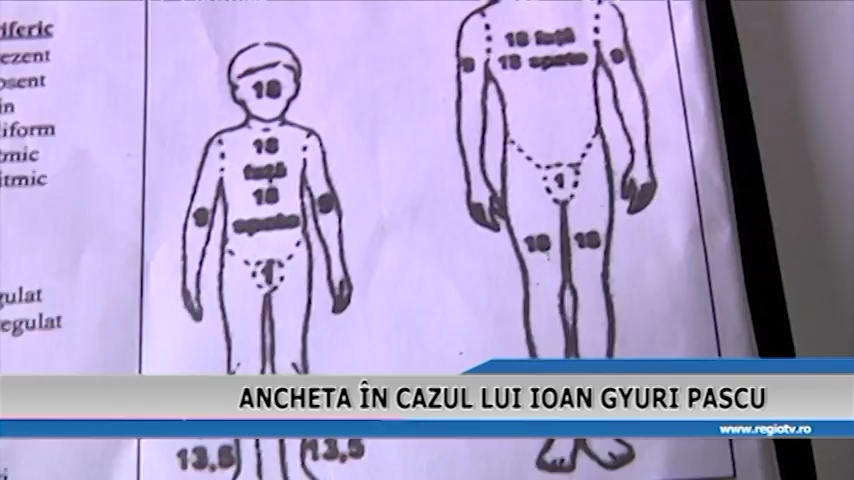 iferic
ezent
osent
în
iform
tmic
itmic
gulat
egulat
18
18
față
18
spate
9
9
1
13,5
13,5
18 față
18 spate
9
9
1
18
18
ANCHETA ÎN CAZUL LUI IOAN GYURI PASCU
www.regiotv.ro